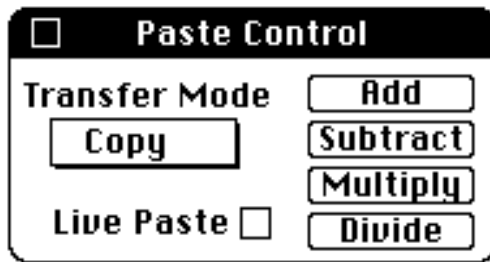 Paste Control
Transfer Mode
Copy
Live Paste
Add
Subtract
Multiply
Divide